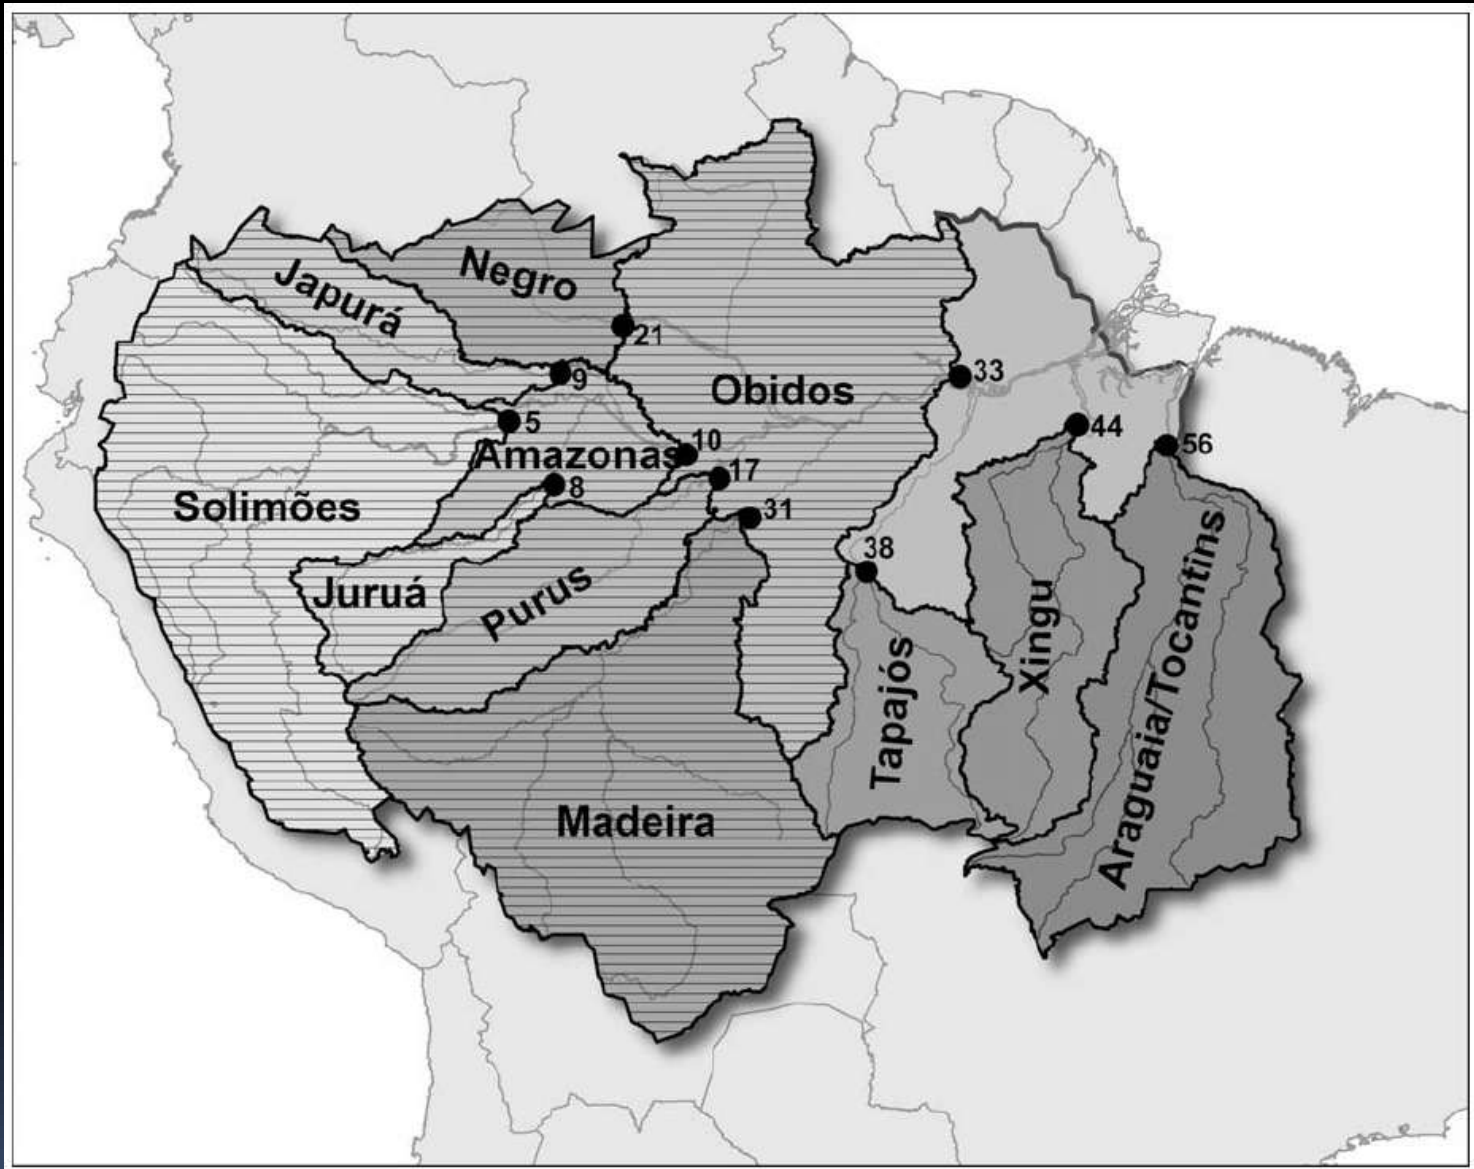 Negro
Japurá
21
9
33
Obidos
5
44
10
56
Amazonas
17
8
Solimões
31
38
Juruá
Purus
Xingu
Araguaia/Tocantins
Tapajós
Madeira